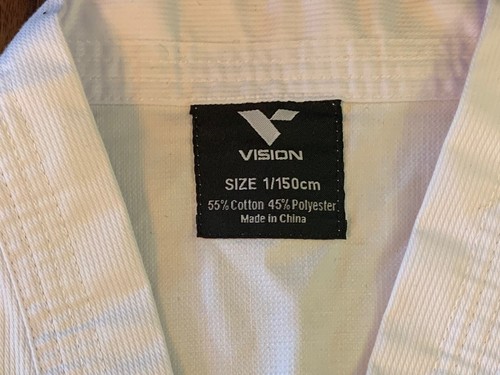 VISION
SIZE 1/150cm
55% Cotton 45% Polyester
Made in China